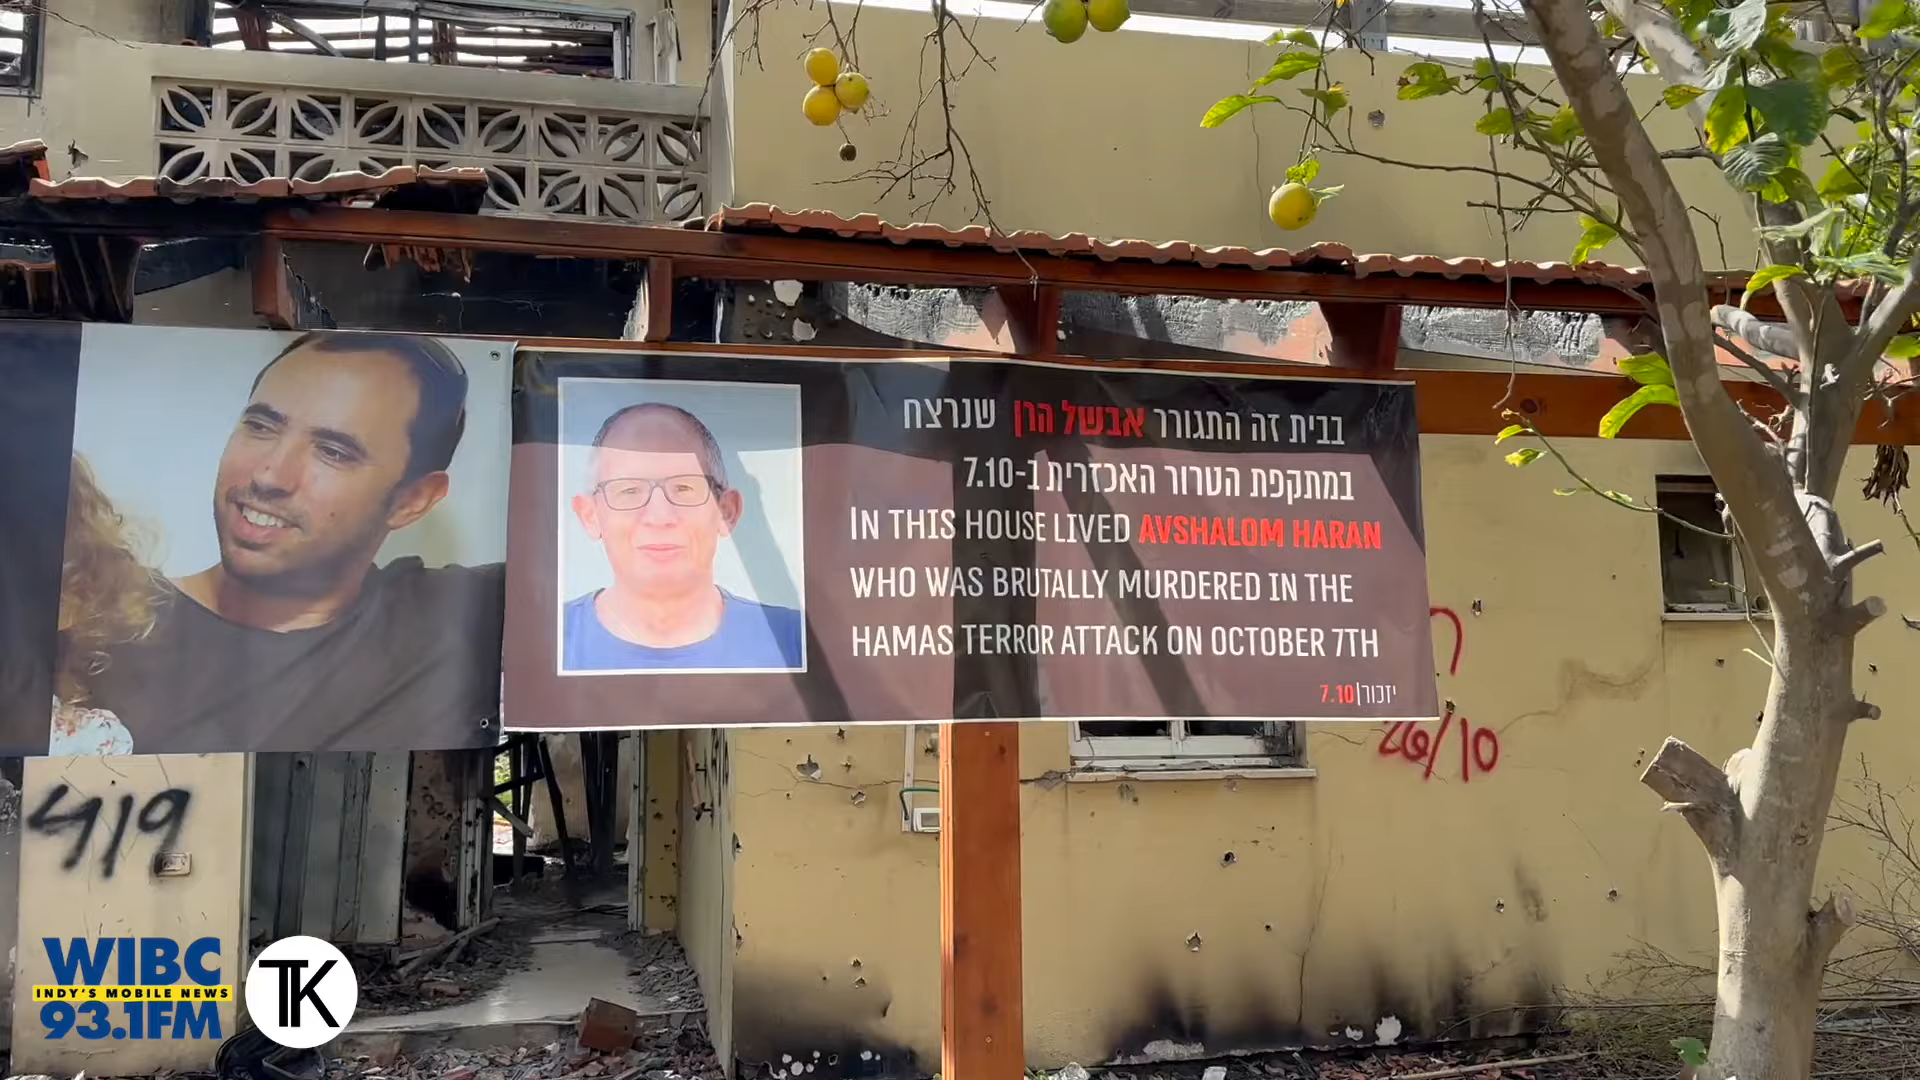 בבית זה התגורר אבשל הרן שנרצח
במתקפת הטרור האכזרית ב-7.10
IN THIS HOUSE LIVED AVSHALOM HARAN
WHO WAS BRUTALLY MURDERED IN THE
HAMAS TERROR ATTACK ON OCTOBER 7TH
יזכור|7.10
26/10
4/9
WIBC
INDY'S MOBILE NEWS
93.1FM
TK